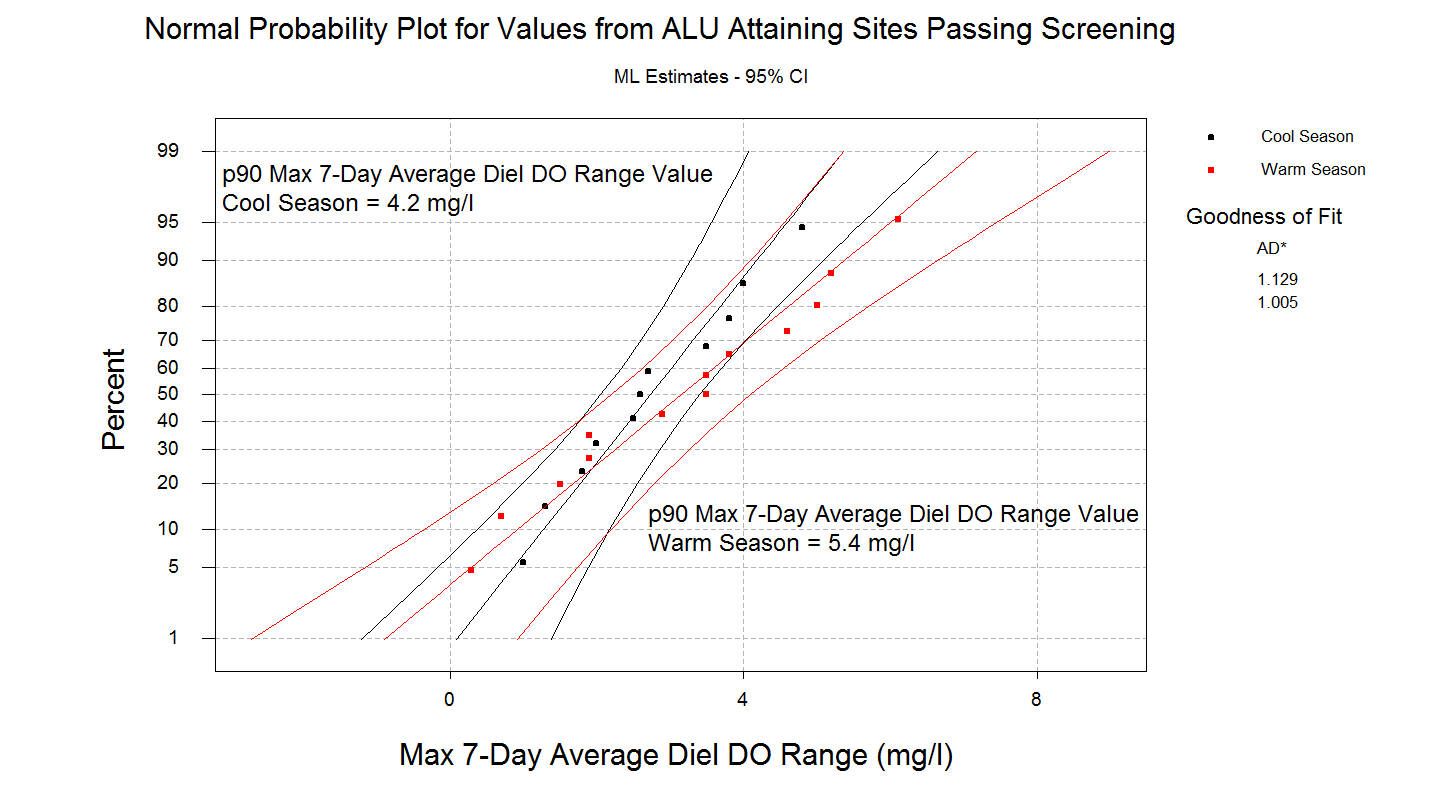 Normal Probability Plot for Values from ALU Attaining Sites Passing Screening
ML Estimates - 95% CI
p90 Max 7-Day Average Diel DO Range Value
Cool Season = 4.2 mg/l
p90 Max 7-Day Average Diel DO Range Value
Warm Season = 5.4 mg/l
99
95
90
80
70
60
50
40
30
20
10
5
1
Percent
0
4
8
Max 7-Day Average Diel DO Range (mg/l)
Cool Season
Warm Season
Goodness of Fit
AD*
1.129
1.005